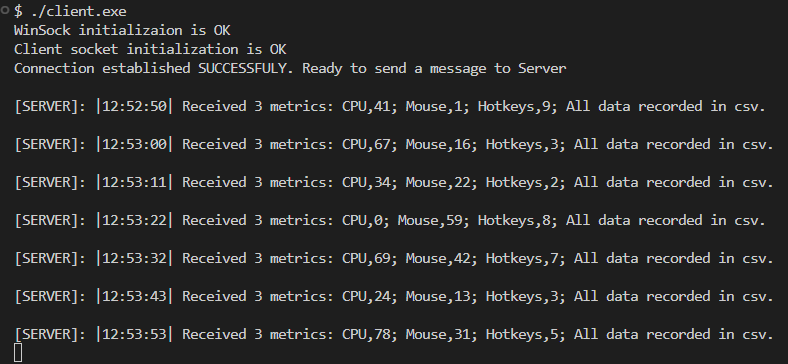 $ ./client.exe
WinSock initializaion is OK
Client socket initialization is OK
Connection established SUCCESSFULY. Ready to send a message to Server
[SERVER]: |12:52:50| Received 3 metrics: CPU,41; Mouse,1; Hotkeys,9; All data recorded in csv.
[SERVER]: |12:53:00| Received 3 metrics: CPU,67; Mouse,16; Hotkeys,3; All data recorded in csv.
[SERVER]: |12:53:11| Received 3 metrics: CPU,34; Mouse,22; Hotkeys,2; All data recorded in csv.
[SERVER]: |12:53:22| Received 3 metrics: CPU,0; Mouse,59; Hotkeys,8; All data recorded in csv.
[SERVER]: |12:53:32| Received 3 metrics: CPU,69; Mouse,42; Hotkeys,7; All data recorded in csv.
[SERVER]: |12:53:43| Received 3 metrics: CPU,24; Mouse,13; Hotkeys,3; All data recorded in csv.
[SERVER]: |12:53:53| Received 3 metrics: CPU,78; Mouse,31; Hotkeys,5; All data recorded in csv.